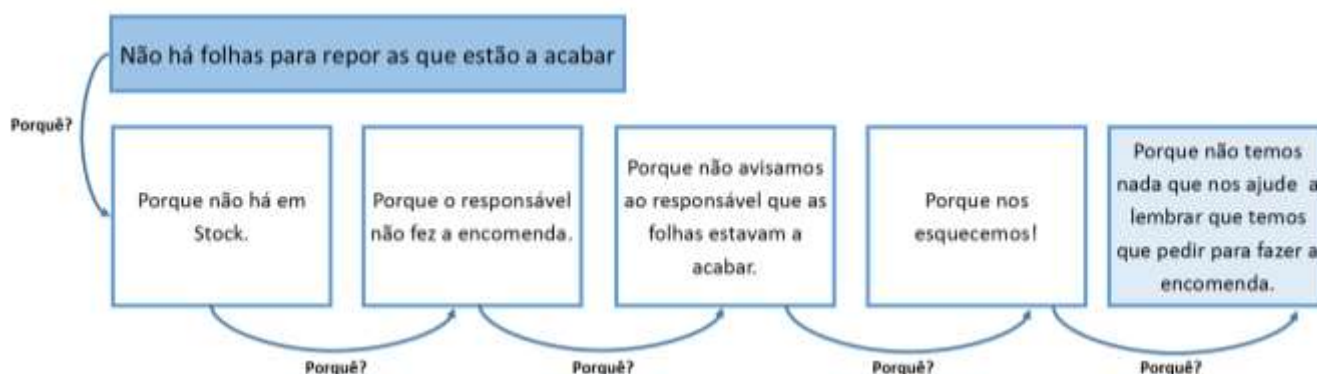 Não há folhas para repor as que estão a acabar
Porquê?
Porque não há em
Stock.
Porque o responsável
não fez a encomenda.
Porque não avisamos
ao responsável que as
folhas estavam a
acabar.
Porque nos
esquecemos!
Porque não temos
nada que nos ajude a
lembrar que temos
que pedir para fazer a
encomenda.
Porquê?
Porquê?
Porquê?
Porquê?